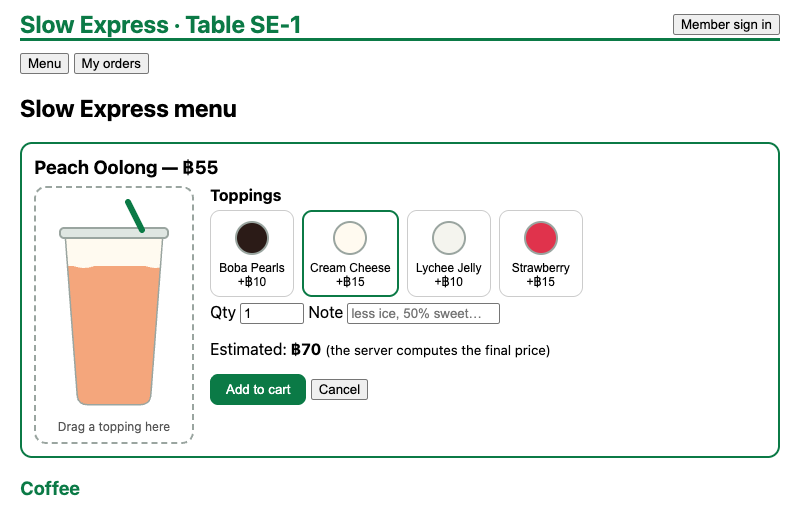 Slow Express · Table SE-1
Member sign in
Menu
My orders
Slow Express menu
Peach Oolong — ฿55
Drag a topping here
Toppings
Boba Pearls
+฿10
Cream Cheese
+฿15
Lychee Jelly
+฿10
Strawberry
+฿15
Qty 1 Note less ice, 50% sweet...
Estimated: ฿70 (the server computes the final price)
Add to cart
Cancel
Coffee